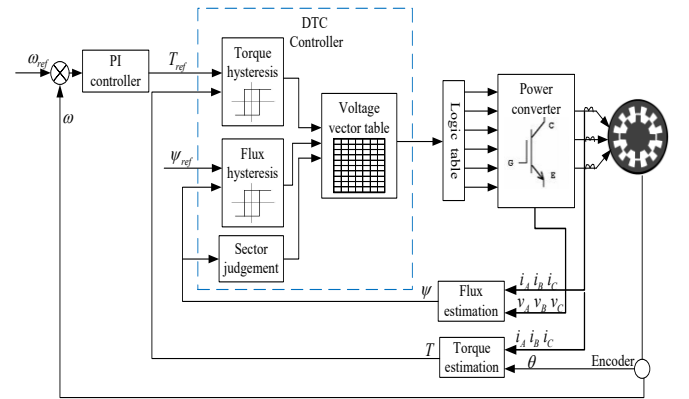 DTC
Controller
ω_ref
PI
controller
T_ref
Torque
hysteresis
ω
Voltage
vector table
Logic table
Power
converter
C
G
E
ψ_ref
Flux
hysteresis
Sector
judgement
ψ
Flux
estimation
i_A i_B i_C
v_A v_B v_C
i_A i_B i_C
T
Torque
estimation
θ
Encoder